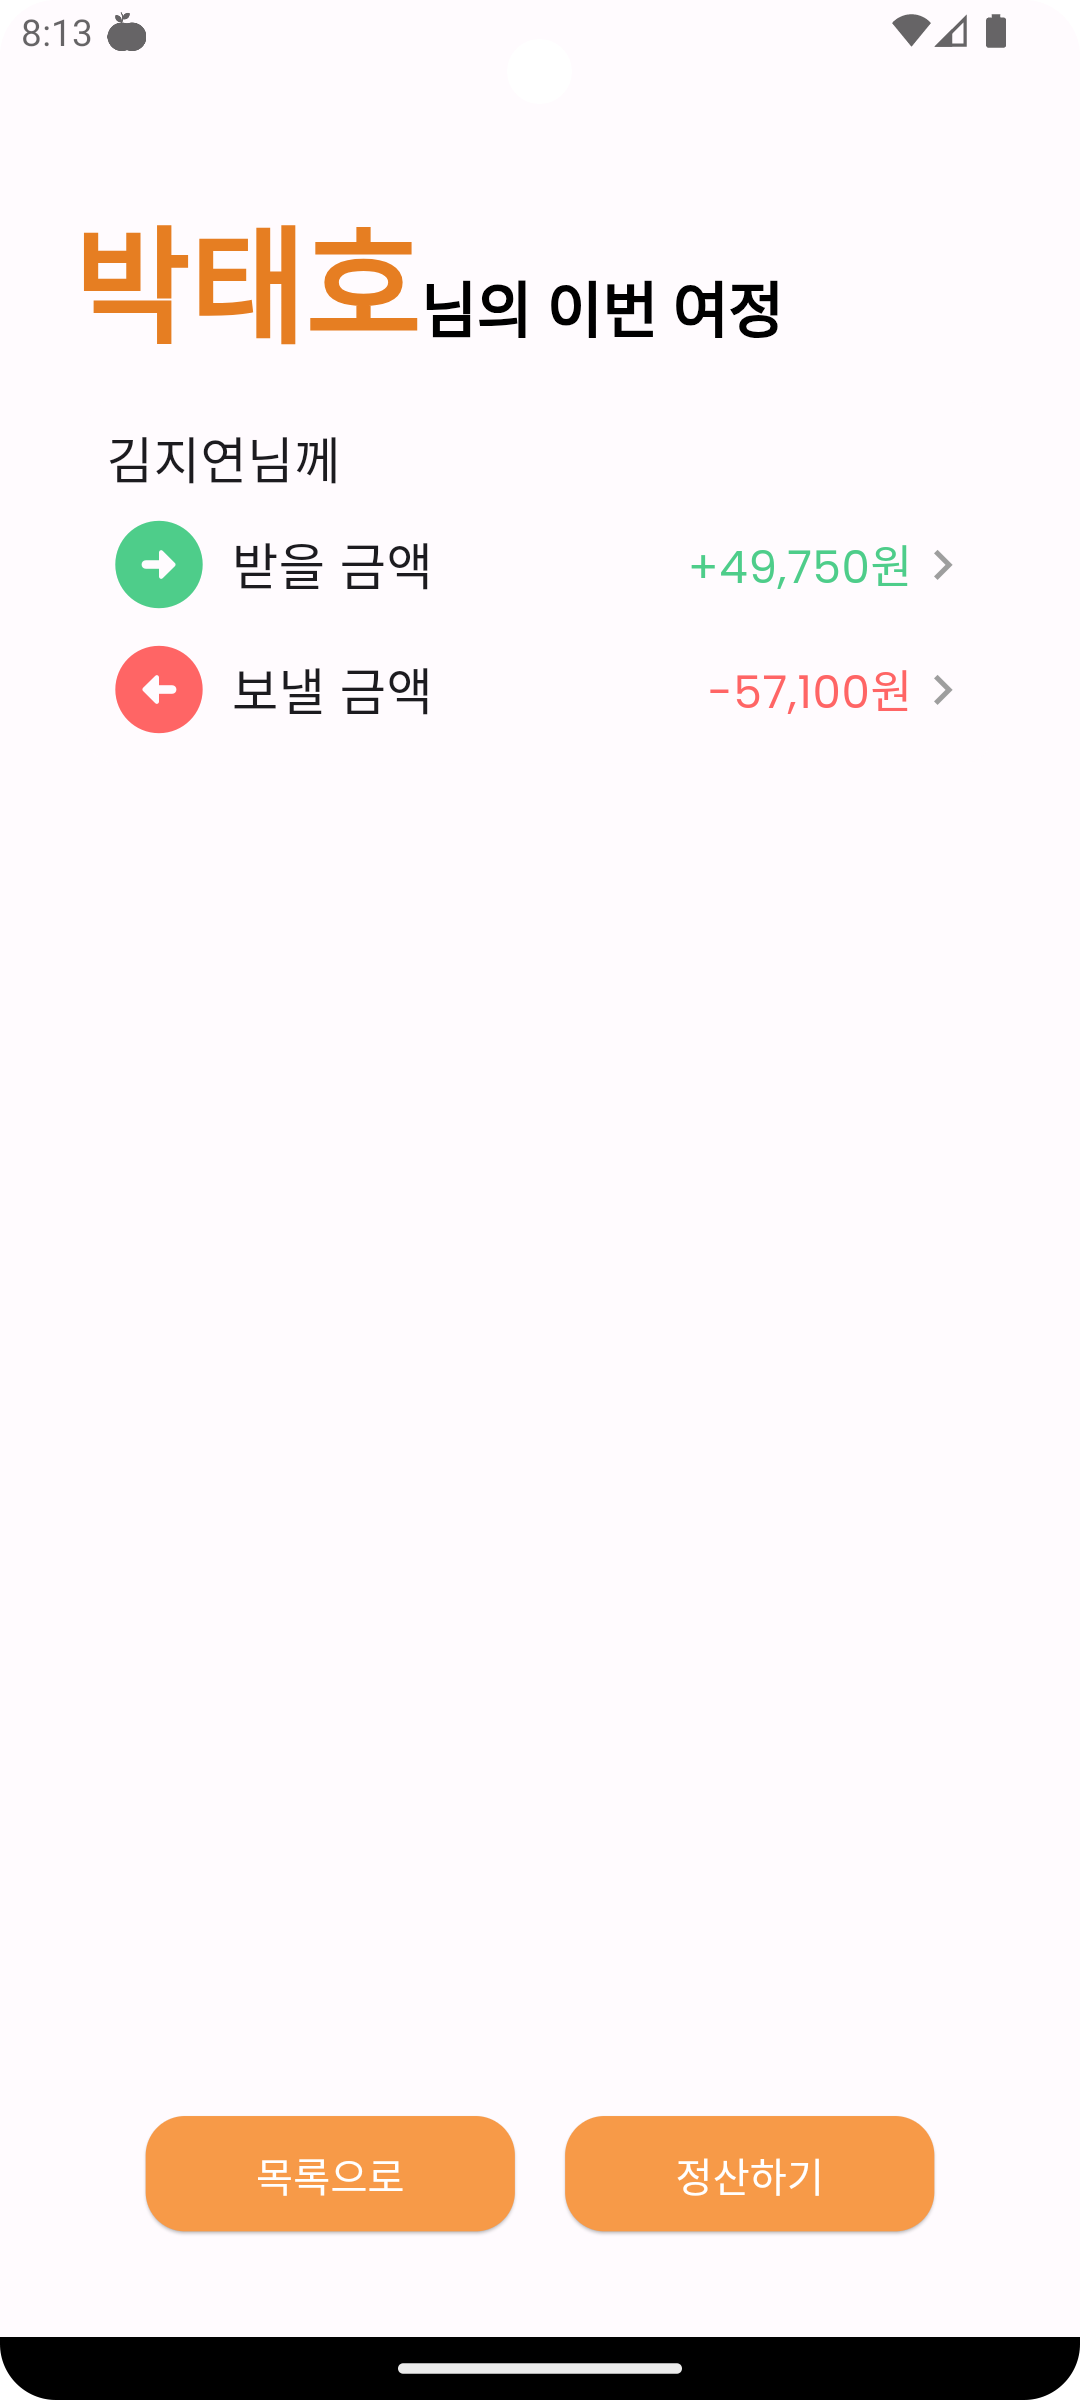 8:13
박태호님의 이번 여정
김지연님께
받을 금액 +49,750원
보낼 금액 -57,100원
목록으로 정산하기